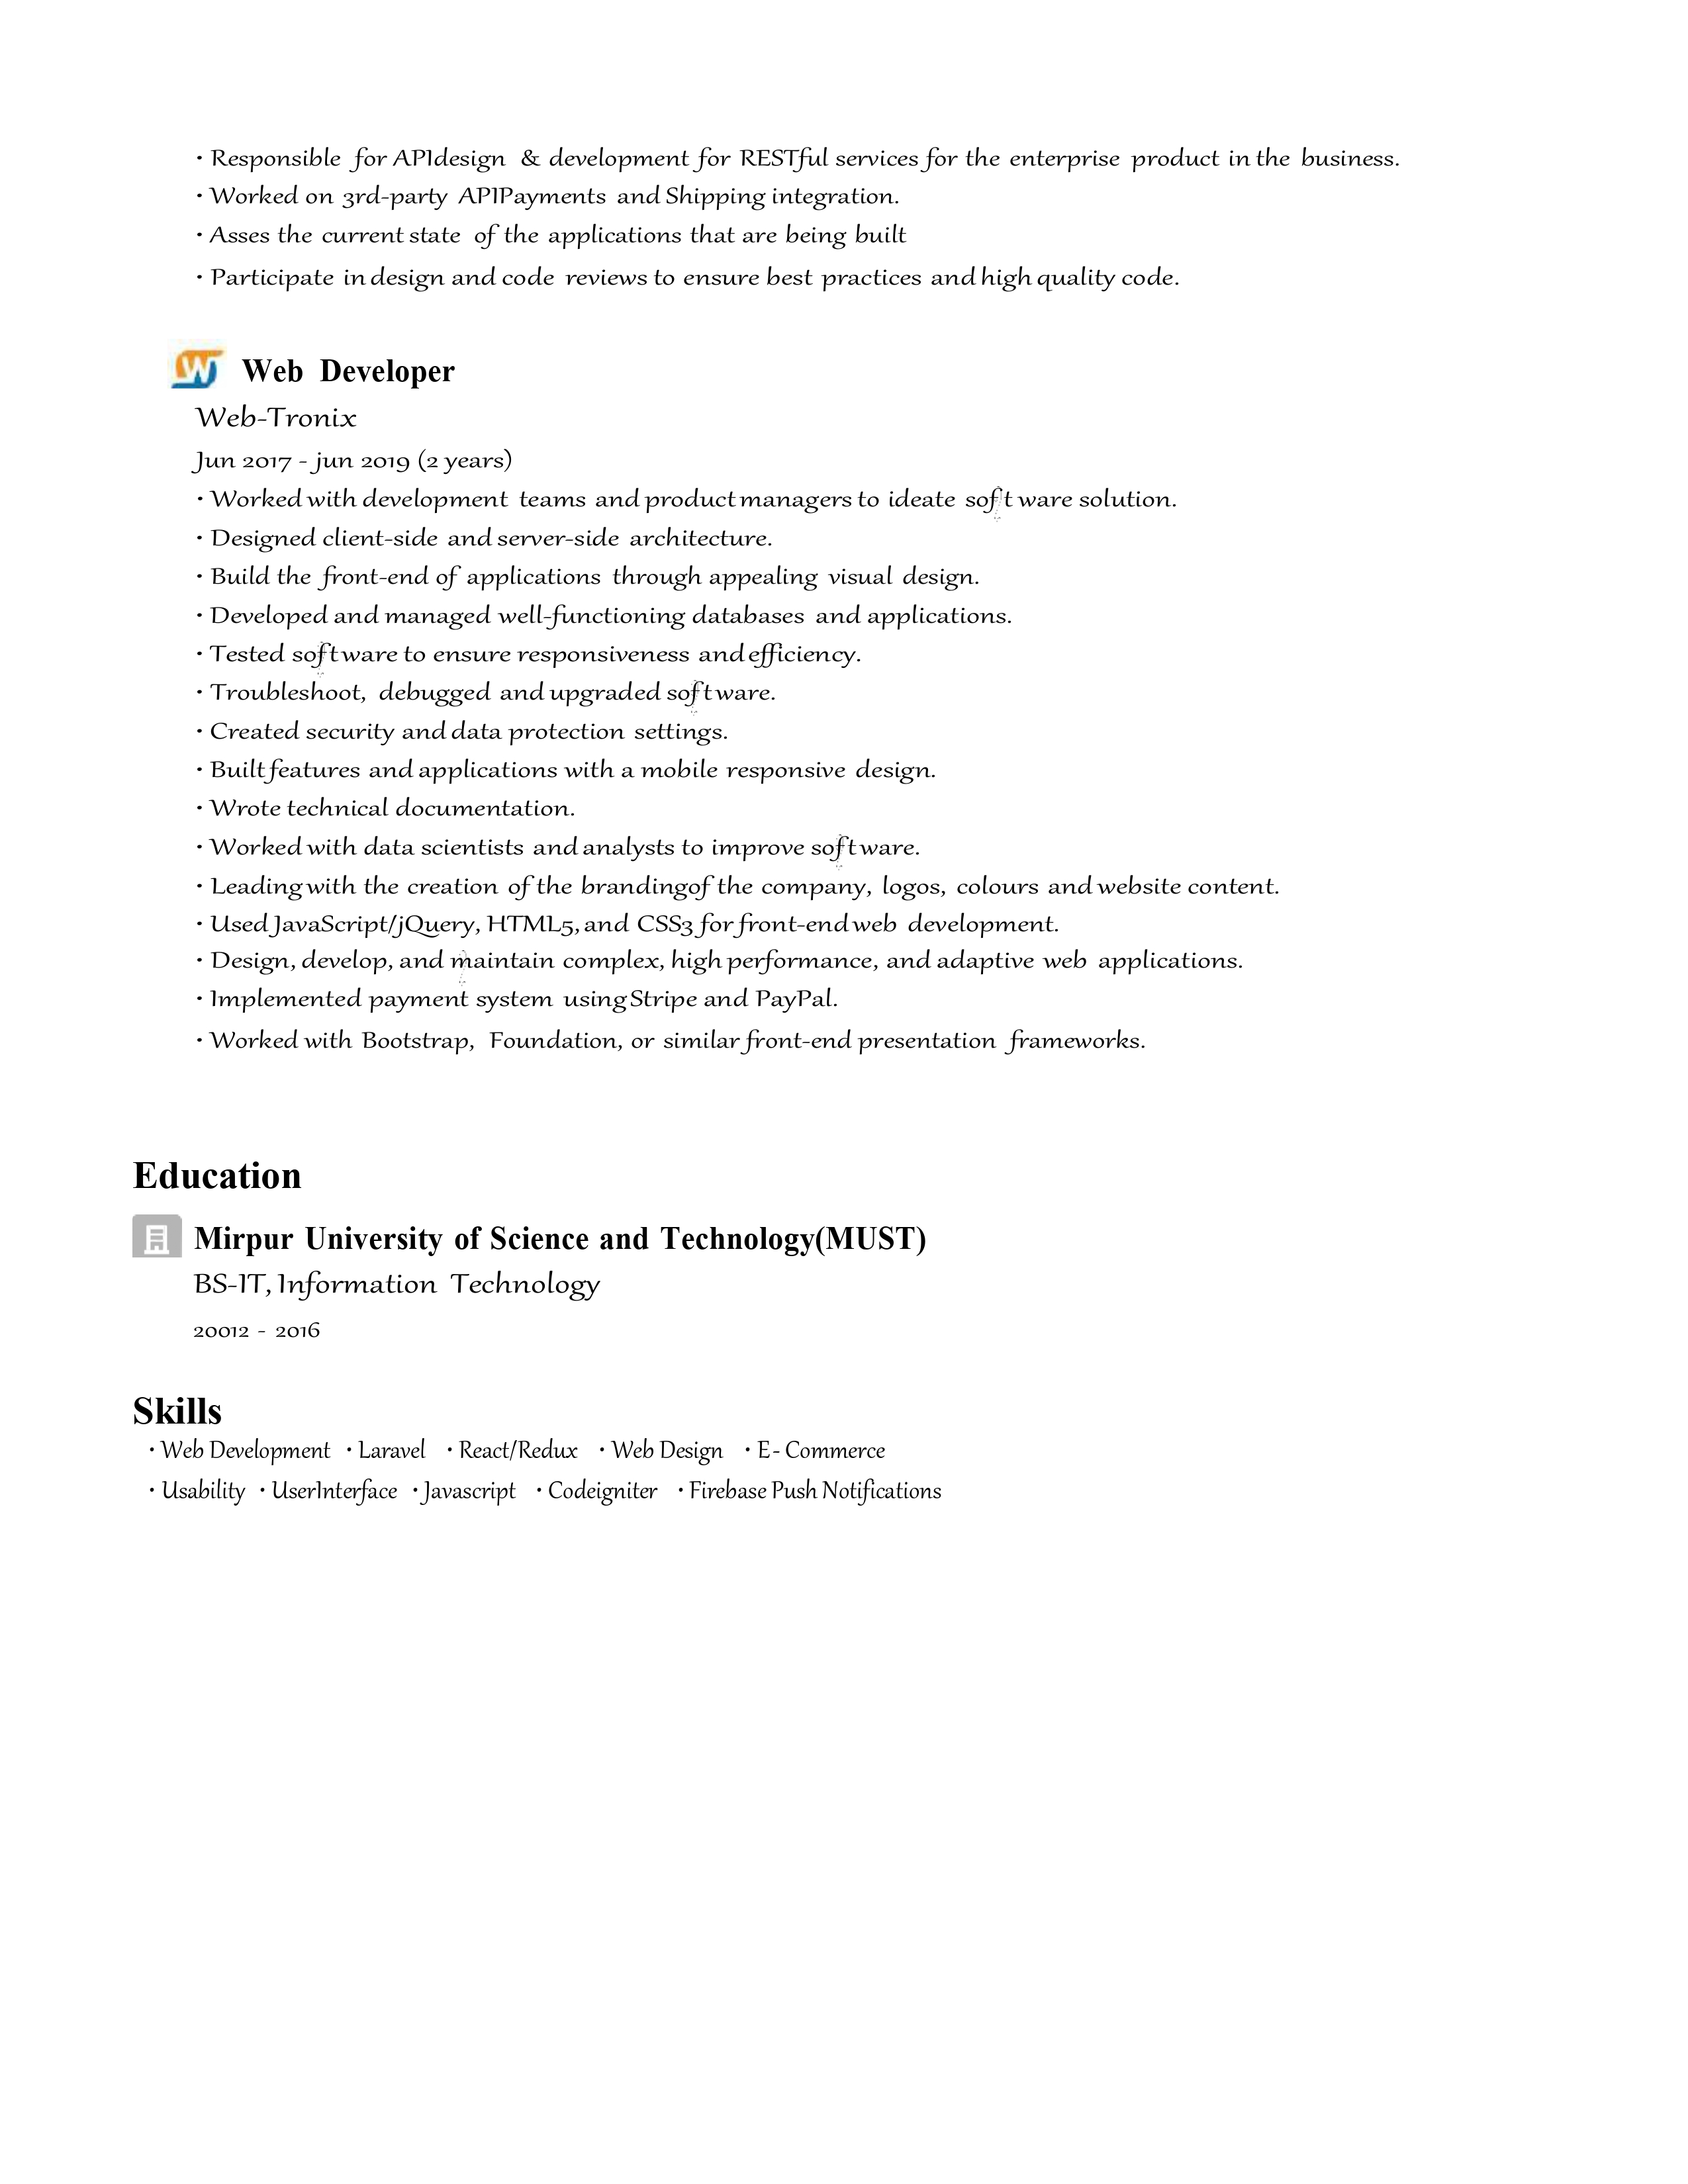 • Responsible for APIdesign & development for RESTful services for the enterprise product in the business.
• Worked on 3rd-party APIPayments and Shipping integration.
• Asses the current state of the applications that are being built
• Participate in design and code reviews to ensure best practices and high quality code.
W Web Developer
Web-Tronix
Jun 2017 - jun 2019 (2 years)
• Worked with development teams and product managers to ideate software solution.
• Designed client-side and server-side architecture.
• Build the front-end of applications through appealing visual design.
• Developed and managed well-functioning databases and applications.
• Tested software to ensure responsiveness and efficiency.
• Troubleshoot, debugged and upgraded software.
• Created security and data protection settings.
• Built features and applications with a mobile responsive design.
• Wrote technical documentation.
• Worked with data scientists and analysts to improve software.
• Leading with the creation of the brandingof the company, logos, colours and website content.
• Used JavaScript/jQuery, HTML5, and CSS3 for front-end web development.
• Design, develop, and maintain complex, high performance, and adaptive web applications.
• Implemented payment system using Stripe and PayPal.
• Worked with Bootstrap, Foundation, or similar front-end presentation frameworks.
Education
Mirpur University of Science and Technology(MUST)
BS-IT, Information Technology
20012 - 2016
Skills
• Web Development • Laravel • React/Redux • Web Design • E- Commerce
• Usability • UserInterface • Javascript • Codeigniter • Firebase Push Notifications